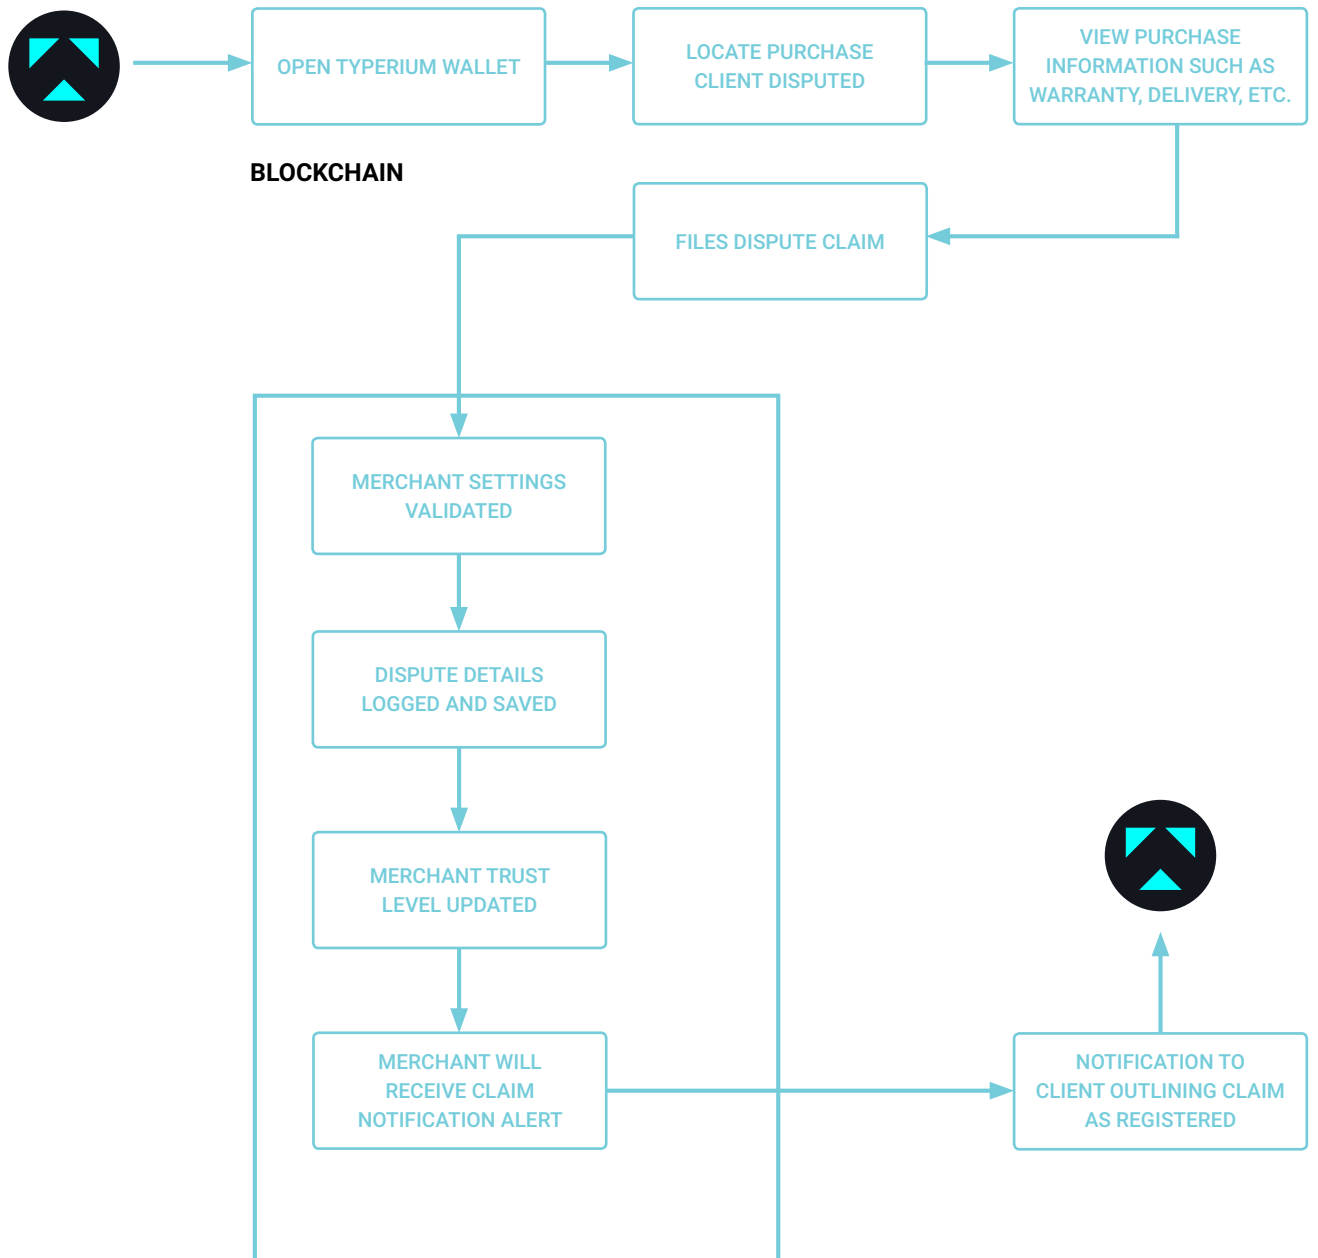 OPEN TYPERIUM WALLET
LOCATE PURCHASE
CLIENT DISPUTED
VIEW PURCHASE
INFORMATION SUCH AS
WARRANTY, DELIVERY, ETC.
BLOCKCHAIN
FILES DISPUTE CLAIM
MERCHANT SETTINGS
VALIDATED
DISPUTE DETAILS
LOGGED AND SAVED
MERCHANT TRUST
LEVEL UPDATED
MERCHANT WILL
RECEIVE CLAIM
NOTIFICATION ALERT
NOTIFICATION TO
CLIENT OUTLINING CLAIM
AS REGISTERED